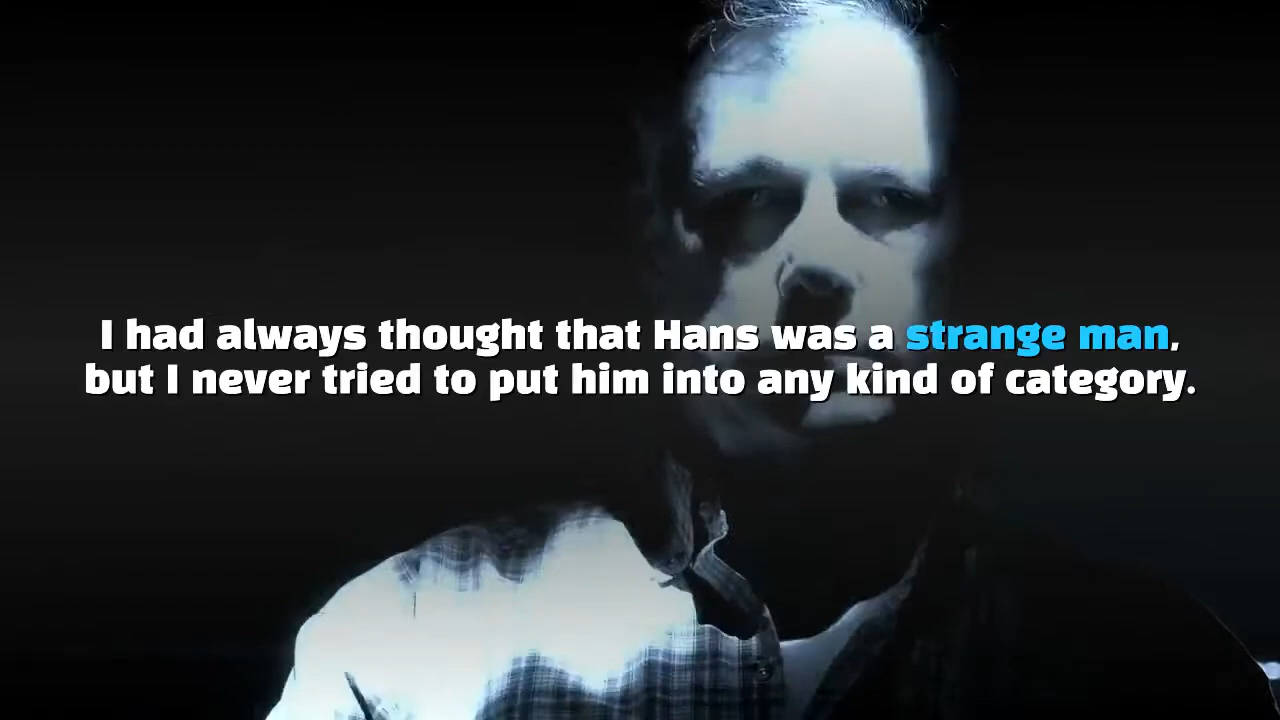 I had always thought that Hans was a strange man,
but I never tried to put him into any kind of category.